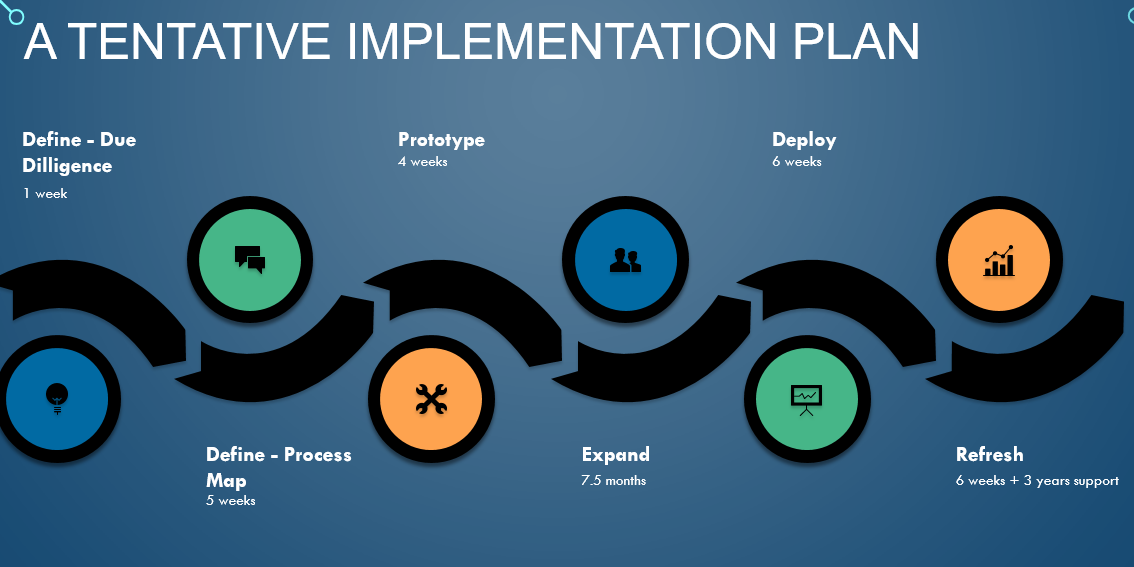 A TENTATIVE IMPLEMENTATION PLAN
Define - Due
Dilligence
1 week
Define - Process
Map
5 weeks
Prototype
4 weeks
Expand
7.5 months
Deploy
6 weeks
Refresh
6 weeks + 3 years support